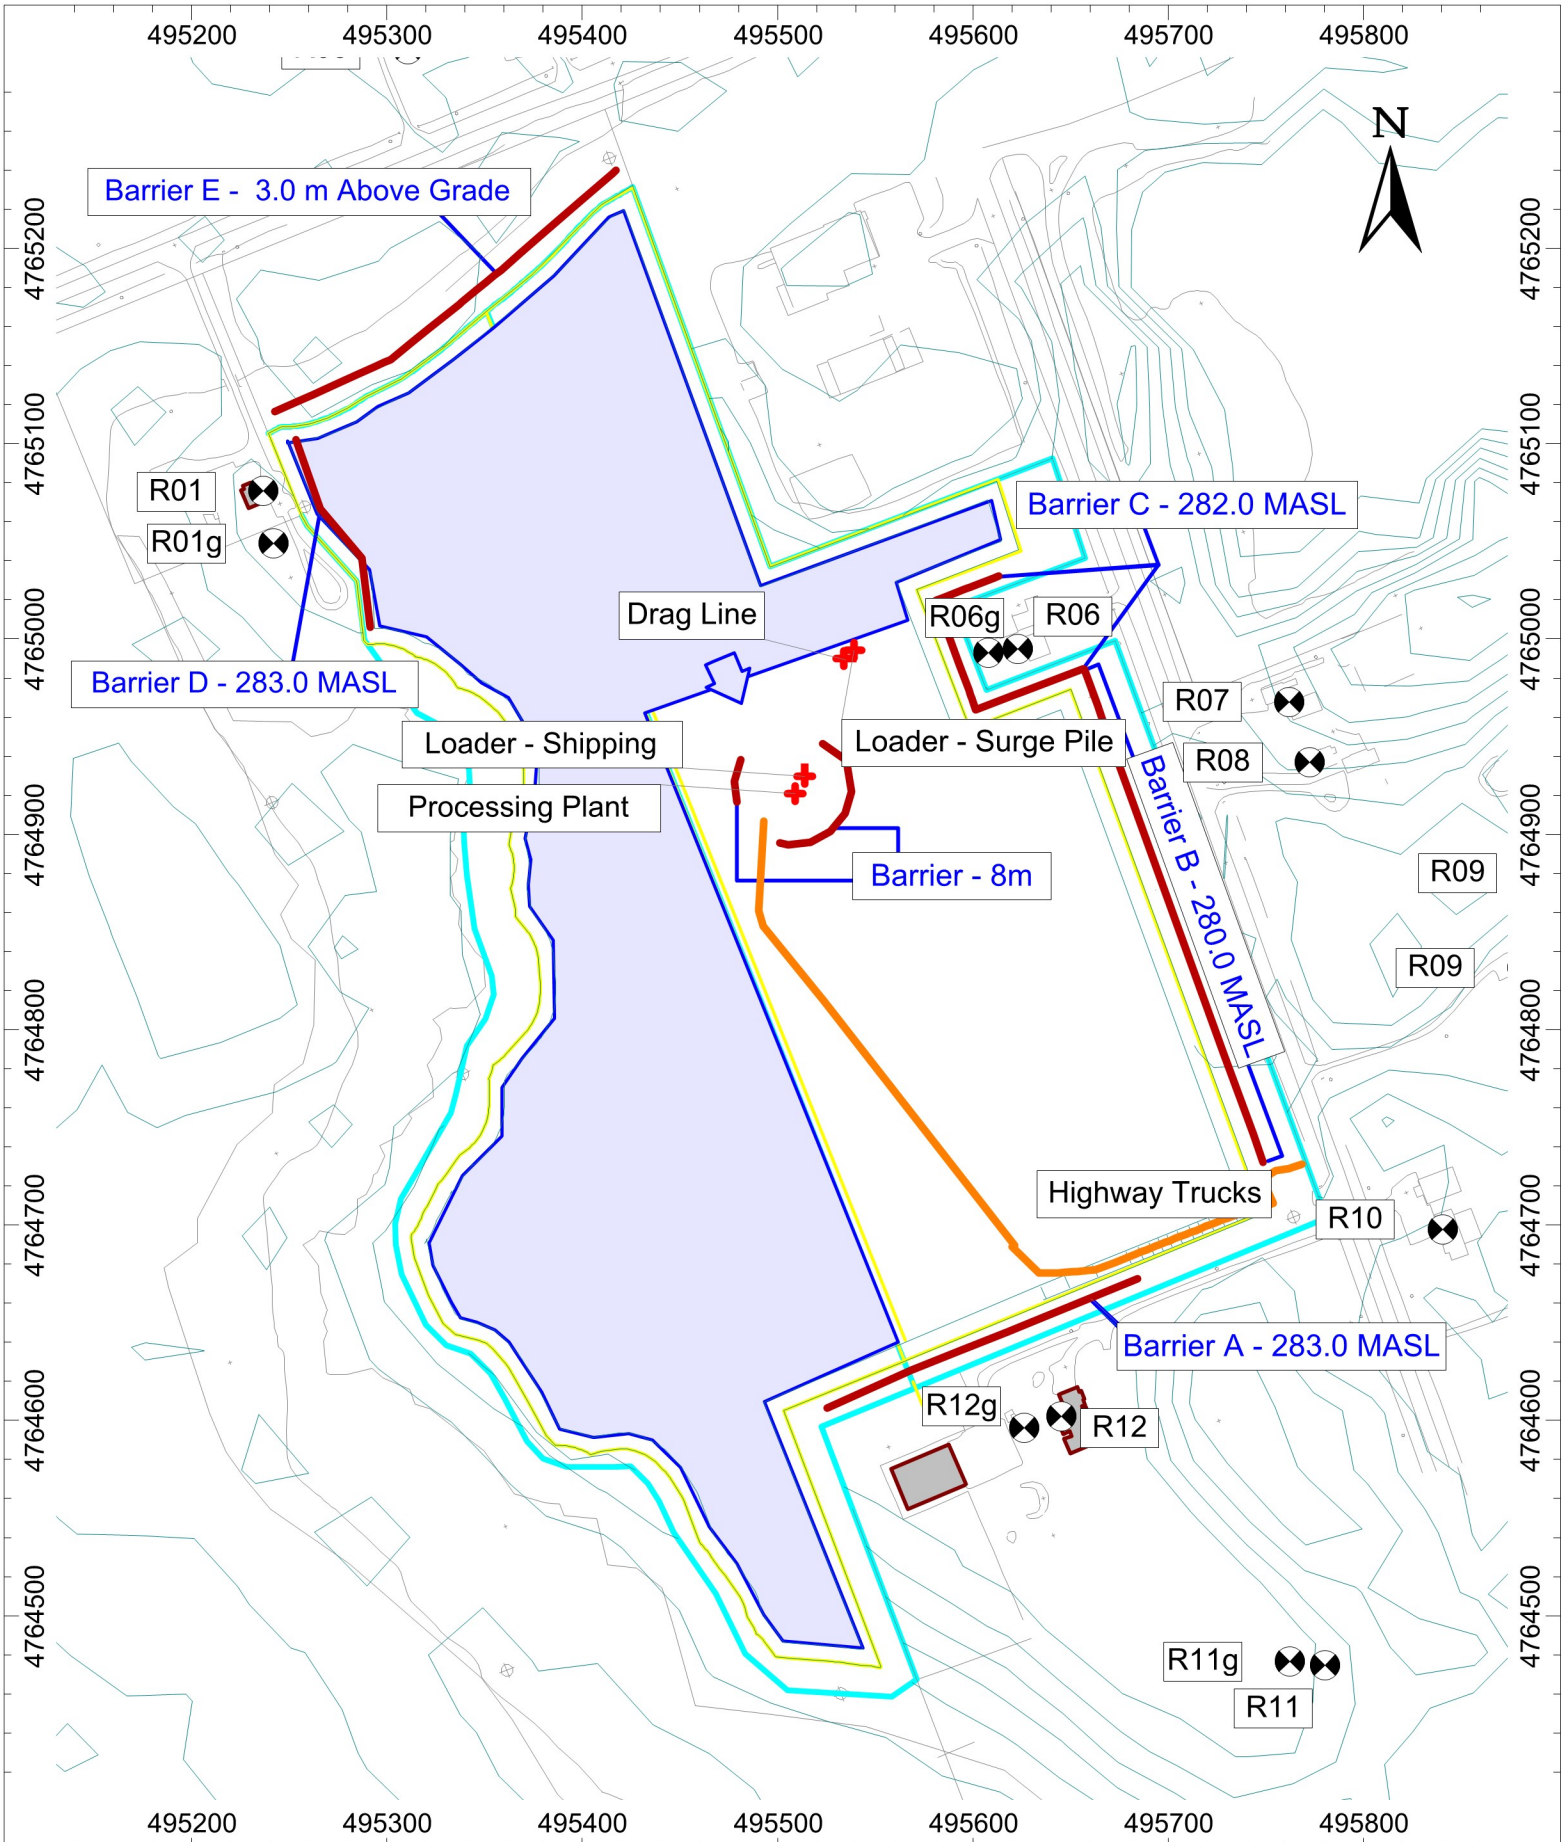 495200 495300 495400 495500 495600 495700 495800
N
Barrier E - 3.0 m Above Grade
4765200
4765200
4765100
4765100
Barrier C - 282.0 MASL
R01
R01g
Drag Line
R06g
R06
4765000
4765000
Barrier D - 283.0 MASL
R07
Loader - Shipping
Loader - Surge Pile
R08
Processing Plant
4764900
4764900
Barrier - 8m
R09
Barrier B - 280.0 MASL
R09
4764800
4764800
Highway Trucks
R10
4764700
4764700
Barrier A - 283.0 MASL
R12g
R12
4764600
4764600
4764500
4764500
R11g
R11
495200 495300 495400 495500 495600 495700 495800